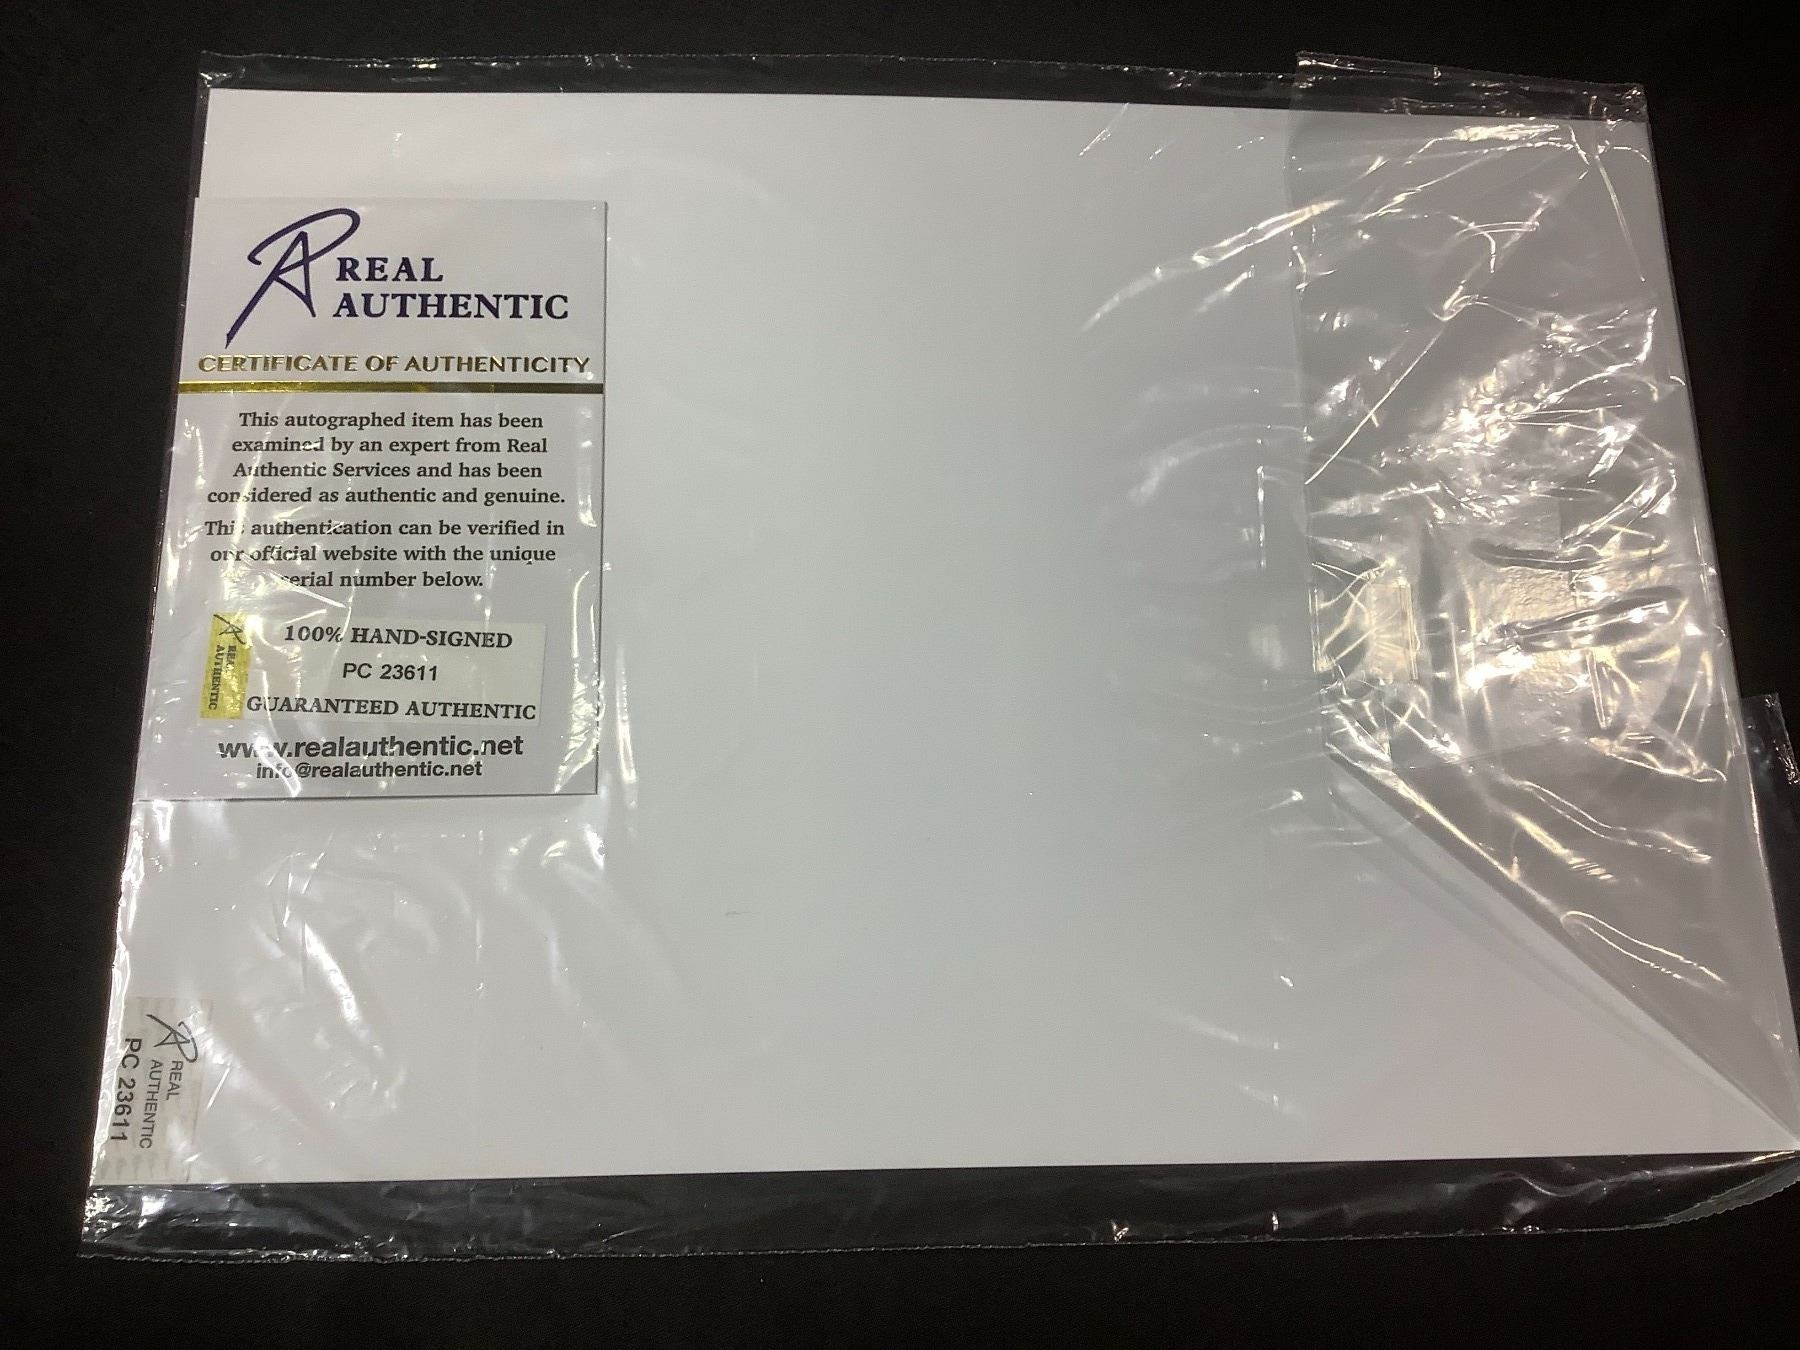 REAL
AUTHENTIC
CERTIFICATE OF AUTHENTICITY
This autographed item has been
examined by an expert from Real
Authentic Services and has been
considered as authentic and genuine.
This authentication can be verified in
our official website with the unique
serial number below.
REAL
AUTHENTIC
100% HAND-SIGNED
PC 23611
GUARANTEED AUTHENTIC
www.realauthentic.net
info@realauthentic.net
REAL
AUTHENTIC
PC 23611